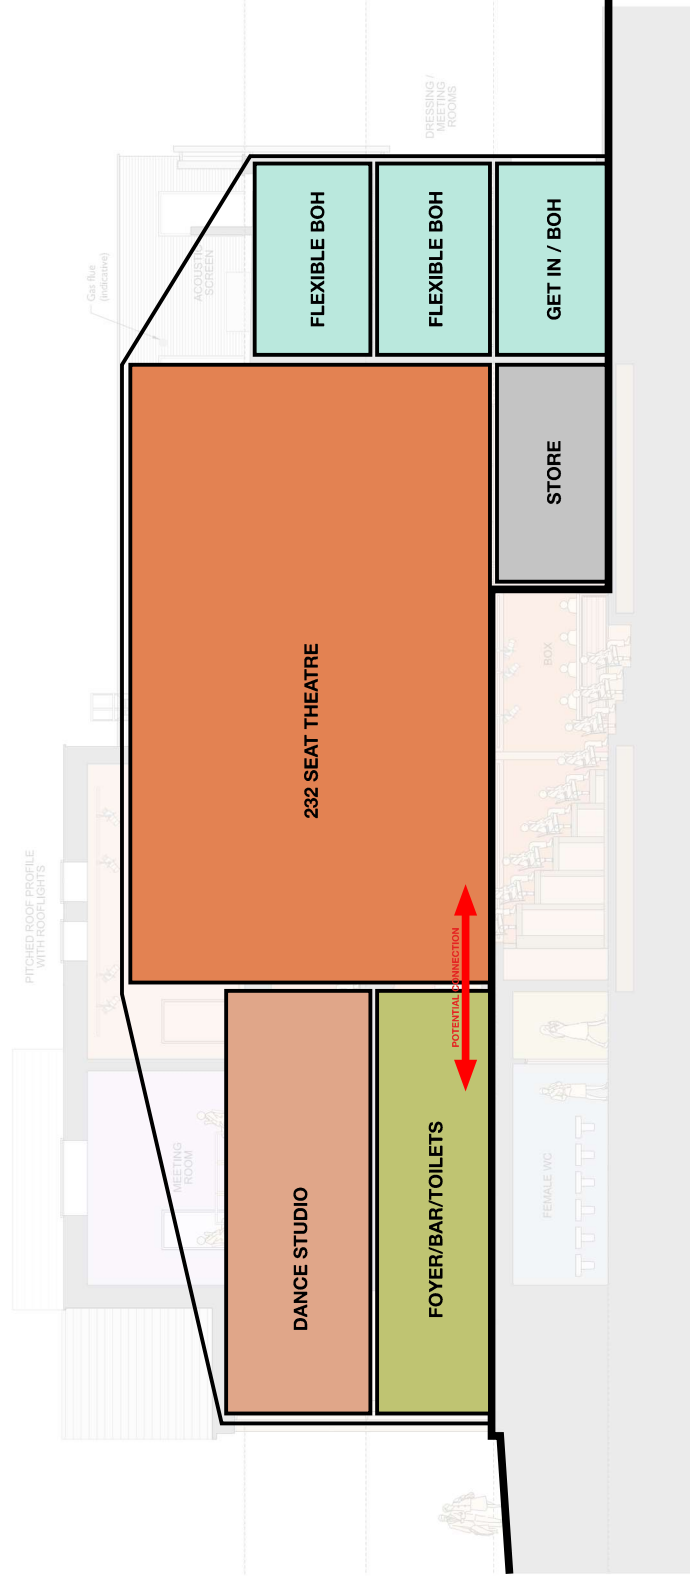 DRESSING /
MEETING
ROOMS
FLEXIBLE BOH
FLEXIBLE BOH
GET IN / BOH
Gas flue
(indicative)
ACOUSTIC
SCREEN
STORE
232 SEAT THEATRE
BOX
PITCHED ROOF PROFILE
WITH ROOFLIGHTS
POTENTIAL CONNECTION
MEETING
ROOM
DANCE STUDIO
FOYER/BAR/TOILETS
FEMALE WC